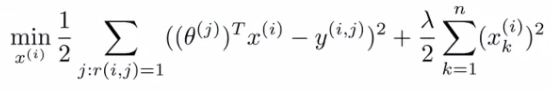 $$\min_{x^{(i)}} \frac{1}{2} \sum_{j:r(i,j)=1} ((\theta^{(j)})^T x^{(i)} - y^{(i,j)})^2 + \frac{\lambda}{2} \sum_{k=1}^{n} (x_k^{(i)})^2$$